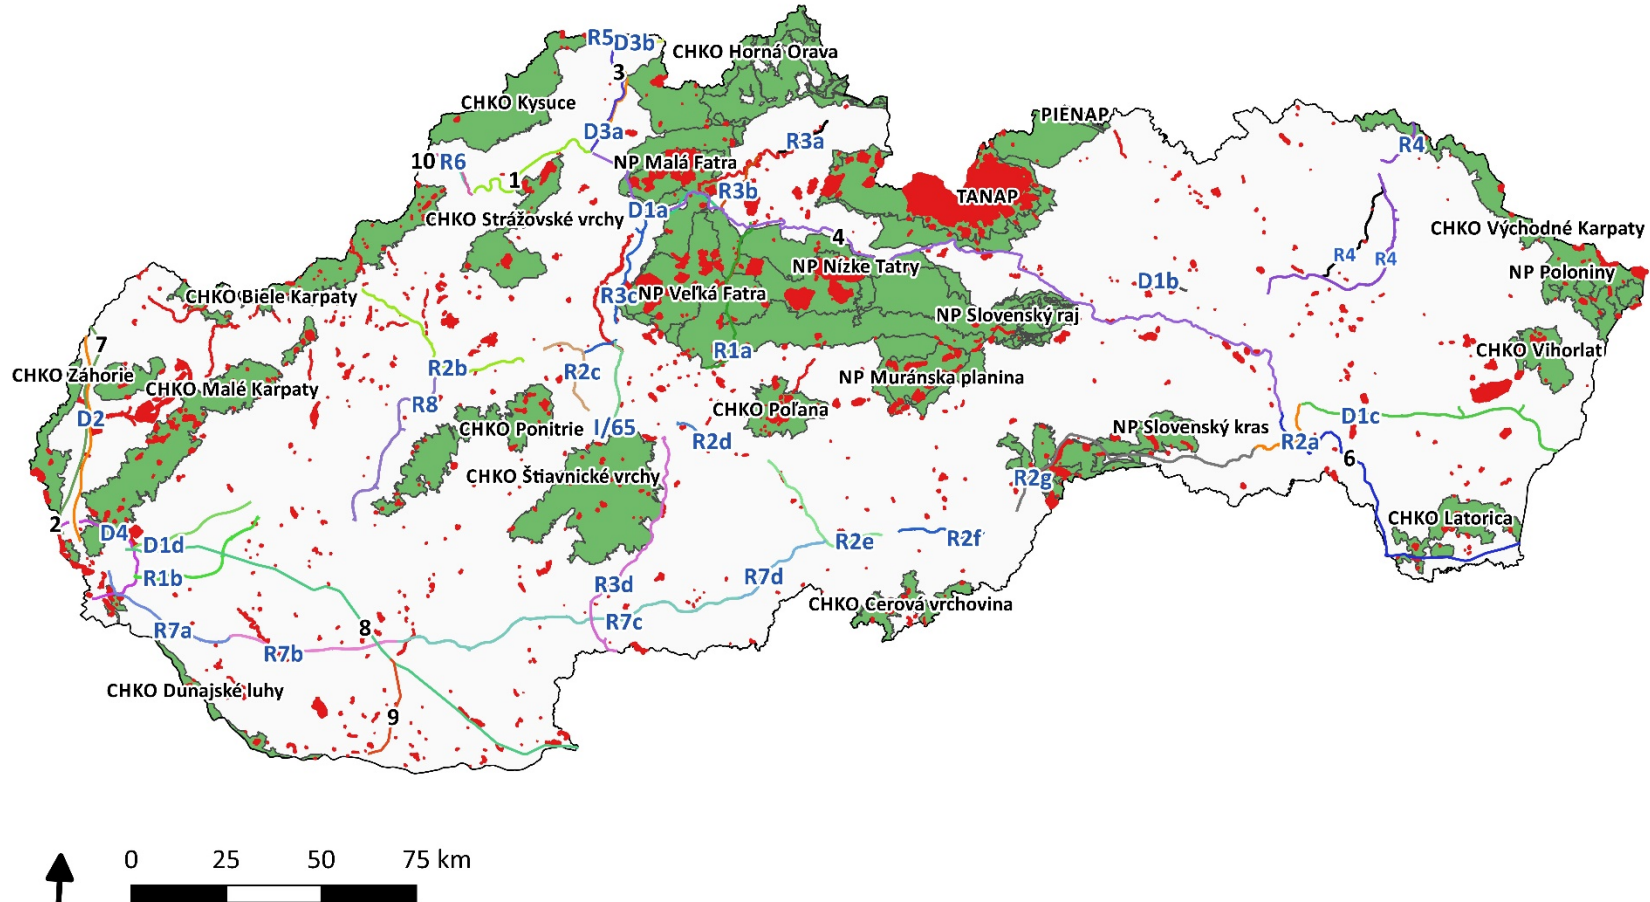 R5
D3b
CHKO Horná Orava
3
CHKO Kysuce
PIENAP
D3a
R3a
R4
10
R6
NP Malá Fatra
1
R3b
TANAP
D1a
CHKO Strážovské vrchy
4
CHKO Východné Karpaty
R4
R4
NP Nízke Tatry
NP Poloniny
D1b
CHKO Biele Karpaty
R3c
NP Veľká Fatra
NP Slovenský raj
7
R1a
CHKO Vihorlat
CHKO Záhorie
R2b
R2c
NP Muránska planina
CHKO Malé Karpaty
R8
CHKO Poľana
D2
D1c
CHKO Ponitrie
I/65
NP Slovenský kras
R2d
R2a
6
CHKO Štiavnické vrchy
R2g
2
CHKO Latorica
D4
D1d
R2e
R2f
R1b
R7d
R3d
CHKO Cerová vrchovina
R7a
8
R7c
R7b
CHKO Dunajské luhy
9
0 25 50 75 km